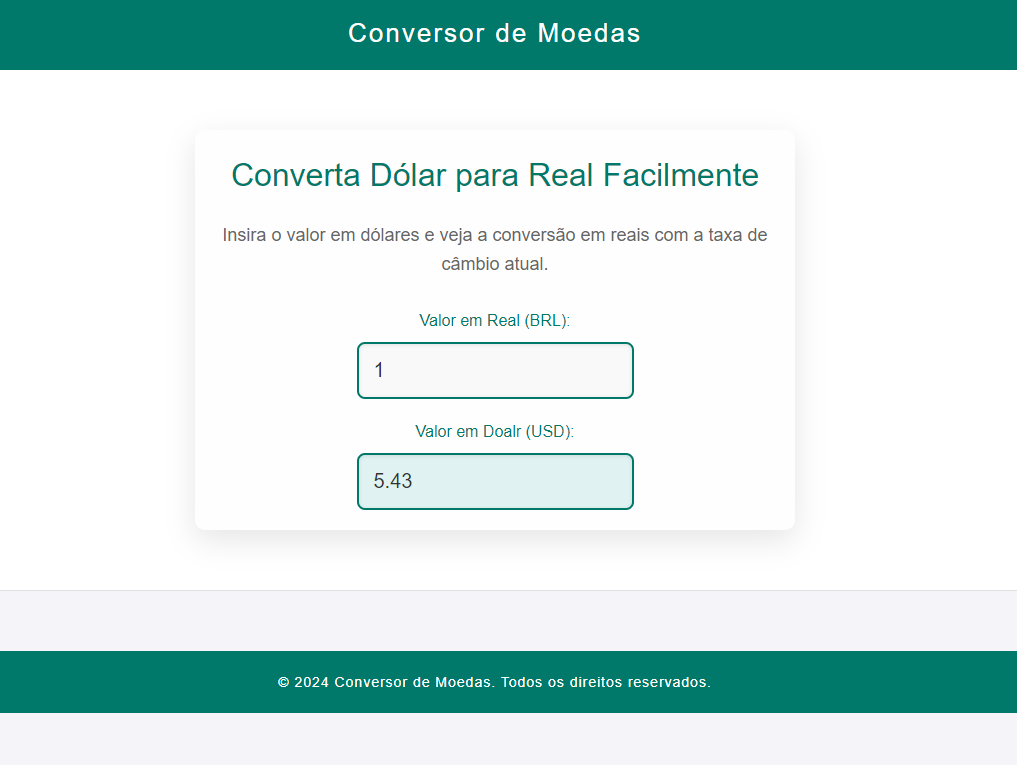 Conversor de Moedas
Converta Dólar para Real Facilmente
Insira o valor em dólares e veja a conversão em reais com a taxa de
câmbio atual.
Valor em Real (BRL):
1
Valor em Doalr (USD):
5.43
© 2024 Conversor de Moedas. Todos os direitos reservados.